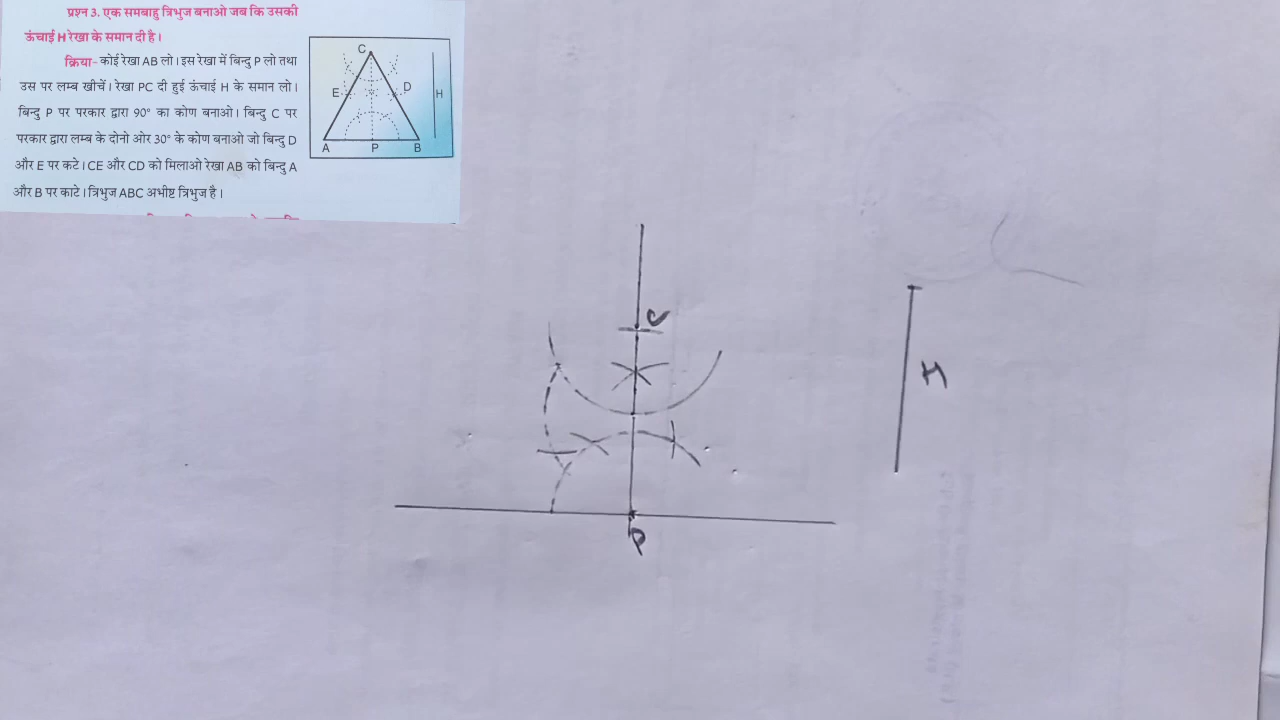 प्रश्न 3. एक समबाहु त्रिभुज बनाओ जब कि उसकी
ऊंचाई H रेखा के समान दी है।
क्रिया- कोई रेखा AB लो। इस रेखा में बिन्दु P लो तथा
उस पर लम्ब खीचें। रेखा PC दी हुई ऊंचाई H के समान लो।
बिन्दु P पर परकार द्वारा 90° का कोण बनाओ। बिन्दु C पर
परकार द्वारा लम्ब के दोनो ओर 30° के कोण बनाओ जो बिन्दु D
और E पर कटे। CE और CD को मिलाओ रेखा AB को बिन्दु A
और B पर काटे। त्रिभुज ABC अभीष्ट त्रिभुज है।
C
E
D
H
A
P
B
C
H
P